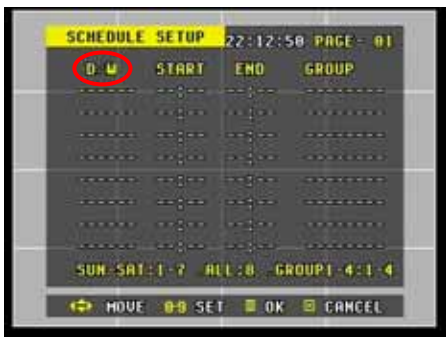 SCHEDULE SETUP 22:12:50 PAGE- 01
D-W START END GROUP
------- --:-- --:-- ---------
------- --:-- --:-- ---------
------- --:-- --:-- ---------
------- --:-- --:-- ---------
------- --:-- --:-- ---------
------- --:-- --:-- ---------
------- --:-- --:-- ---------
------- --:-- --:-- ---------
SUN-SAT:1-7 ALL:8 GROUP1-4:1-4
MOVE 0-9 SET OK CANCEL